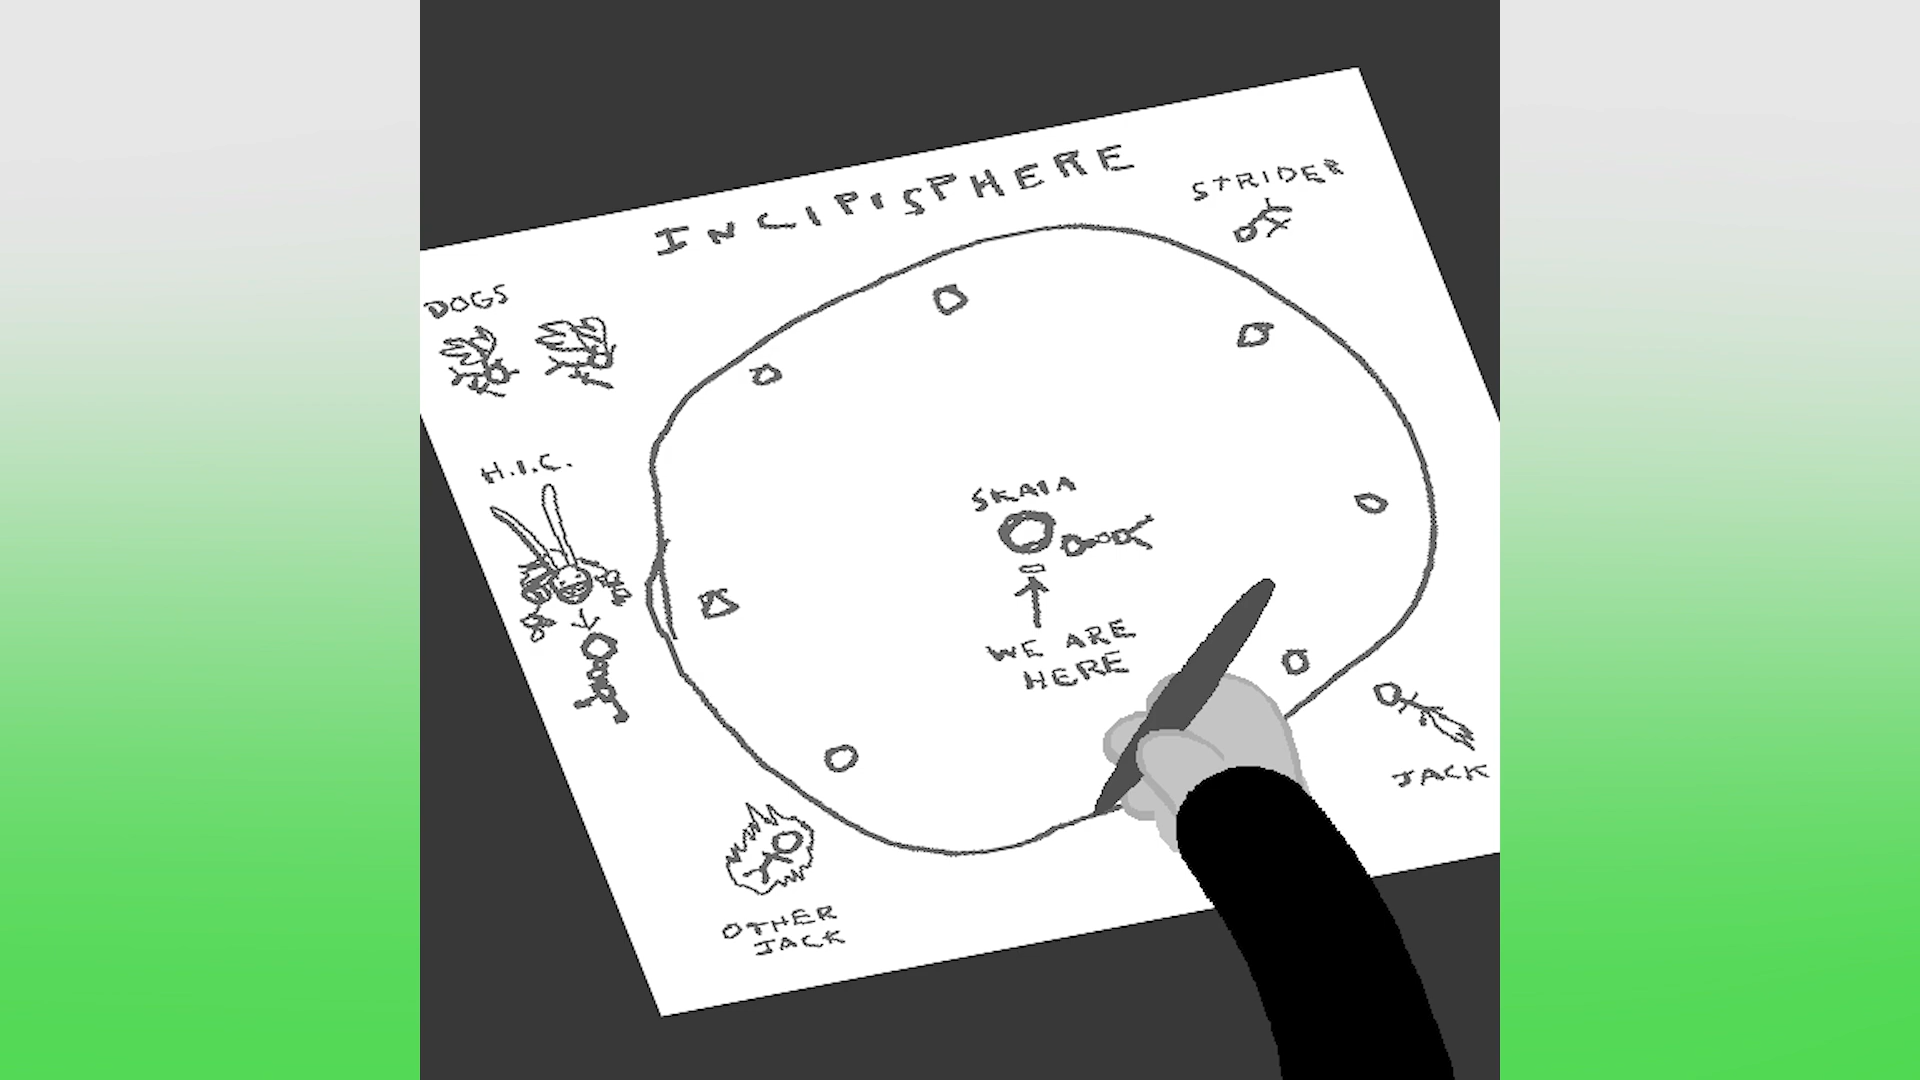 INCIPISPHERE
STRIDER
DOGS
H.I.C.
SKAIA
WE ARE
HERE
JACK
OTHER
JACK